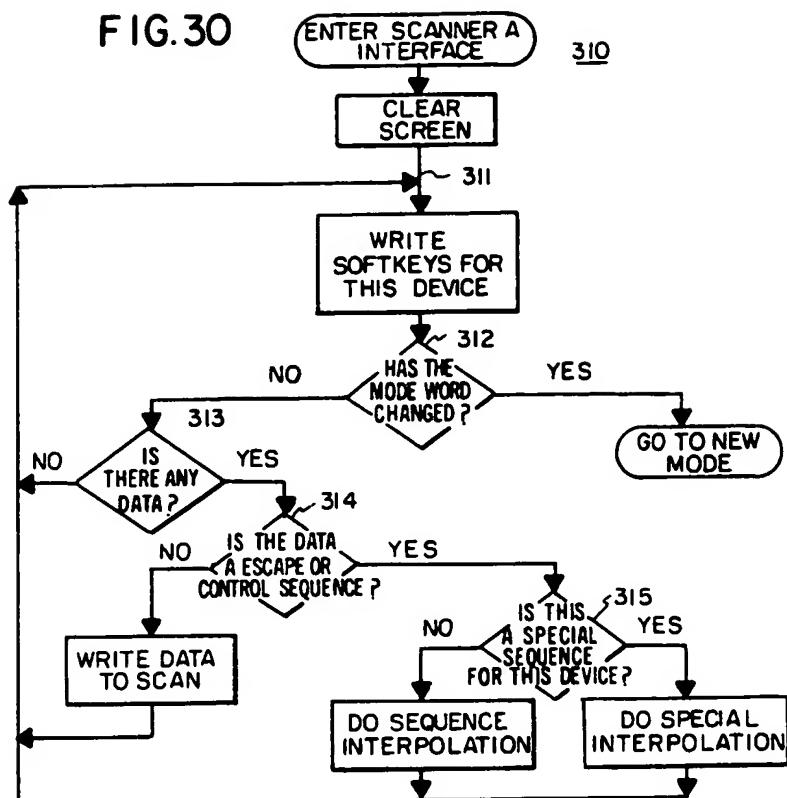 FIG.30
ENTER SCANNER A
INTERFACE
310
CLEAR
SCREEN
311
WRITE
SOFTKEYS FOR
THIS DEVICE
312
NO
HAS THE
MODE WORD
CHANGED?
YES
GO TO NEW
MODE
313
NO
IS
THERE ANY
DATA?
YES
314
NO
IS THE DATA
A ESCAPE OR
CONTROL SEQUENCE?
YES
315
NO
IS THIS
A SPECIAL
SEQUENCE
FOR THIS DEVICE?
YES
WRITE DATA
TO SCAN
DO SEQUENCE
INTERPOLATION
DO SPECIAL
INTERPOLATION